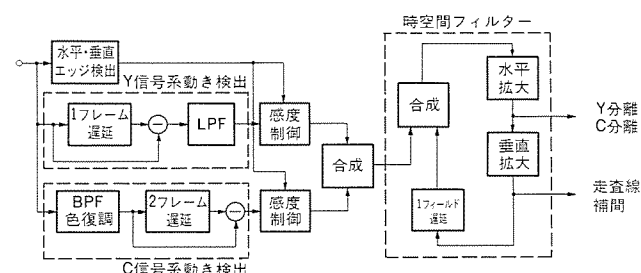 時空間フィルター
水平・垂直
エッジ検出
Y信号系動き検出
1フレーム
遅延
LPF
感度
制御
合成
合成
水平
拡大
垂直
拡大
1フィールド
遅延
Y分離
C分離
定査線
補間
BPF
色復調
2フレーム
遅延
感度
制御
C信号系動き検出